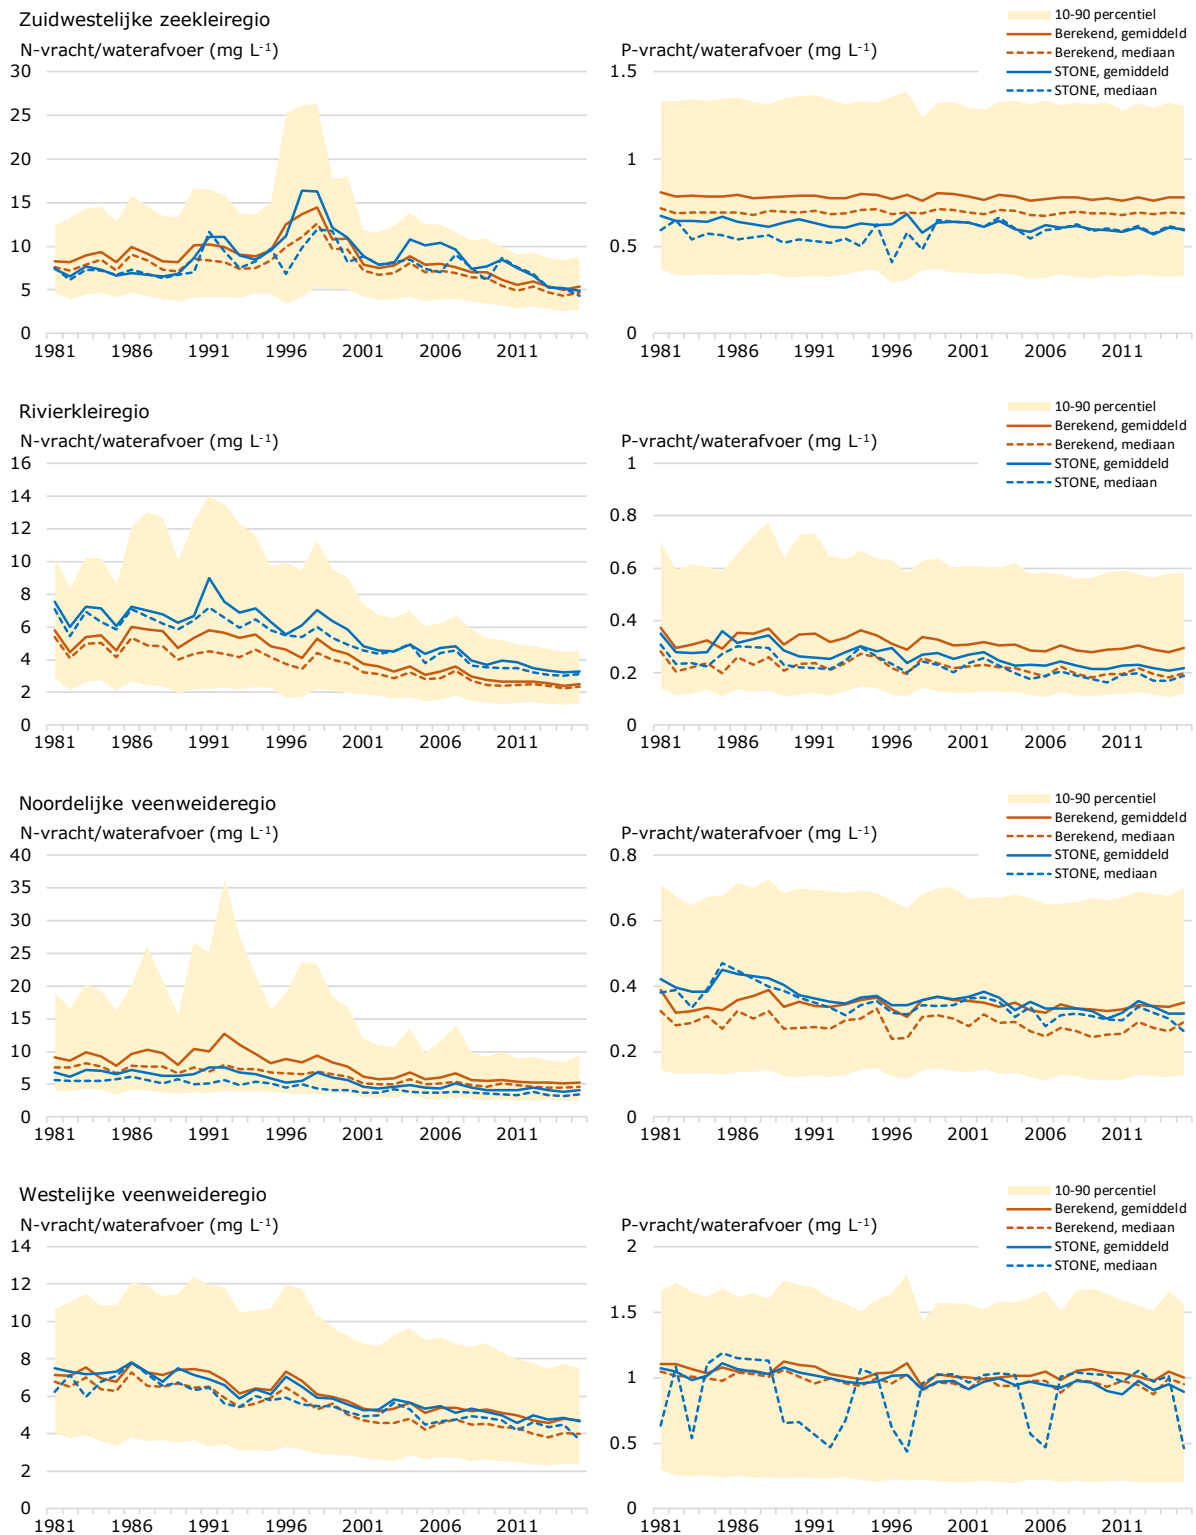 Zuidwestelijke zeekleiregio
N-vracht/waterafvoer (mg L-1)
30
25
20
15
10
5
0
1981 1986 1991 1996 2001 2006 2011
P-vracht/waterafvoer (mg L-1)
10-90 percentiel
Berekend, gemiddeld
Berekend, mediaan
STONE, gemiddeld
STONE, mediaan
1.5
1
0.5
0
1981 1986 1991 1996 2001 2006 2011
Rivierkleiregio
N-vracht/waterafvoer (mg L-1)
16
14
12
10
8
6
4
2
0
1981 1986 1991 1996 2001 2006 2011
P-vracht/waterafvoer (mg L-1)
10-90 percentiel
Berekend, gemiddeld
Berekend, mediaan
STONE, gemiddeld
STONE, mediaan
1
0.8
0.6
0.4
0.2
0
1981 1986 1991 1996 2001 2006 2011
Noordelijke veenweideregio
N-vracht/waterafvoer (mg L-1)
40
35
30
25
20
15
10
5
0
1981 1986 1991 1996 2001 2006 2011
P-vracht/waterafvoer (mg L-1)
10-90 percentiel
Berekend, gemiddeld
Berekend, mediaan
STONE, gemiddeld
STONE, mediaan
0.8
0.6
0.4
0.2
0
1981 1986 1991 1996 2001 2006 2011
Westelijke veenweideregio
N-vracht/waterafvoer (mg L-1)
14
12
10
8
6
4
2
0
1981 1986 1991 1996 2001 2006 2011
P-vracht/waterafvoer (mg L-1)
10-90 percentiel
Berekend, gemiddeld
Berekend, mediaan
STONE, gemiddeld
STONE, mediaan
2
1.5
1
0.5
0
1981 1986 1991 1996 2001 2006 2011